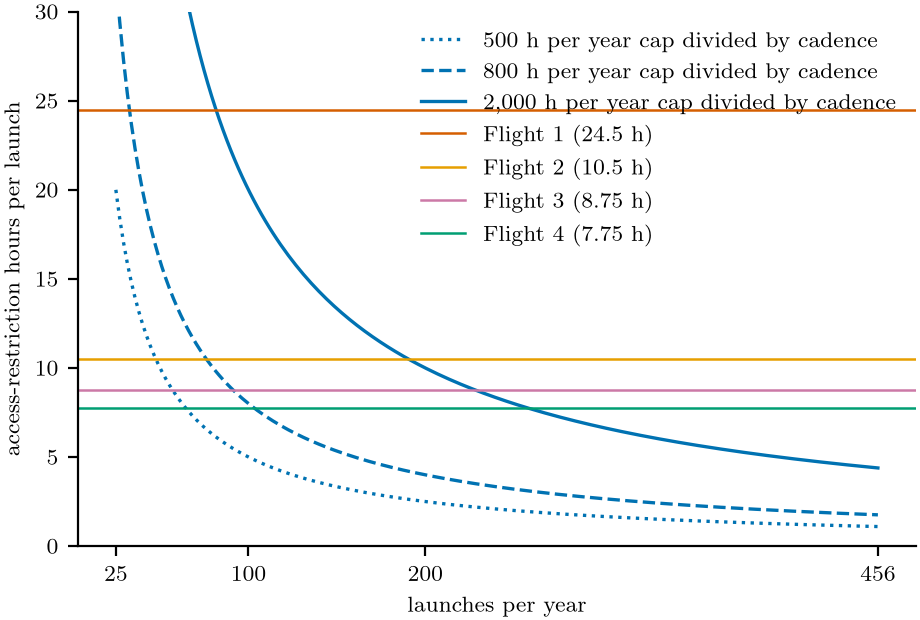 30
25
20
15
10
5
0
access-restriction hours per launch
500 h per year cap divided by cadence
800 h per year cap divided by cadence
2,000 h per year cap divided by cadence
Flight 1 (24.5 h)
Flight 2 (10.5 h)
Flight 3 (8.75 h)
Flight 4 (7.75 h)
25 100 200 456
launches per year